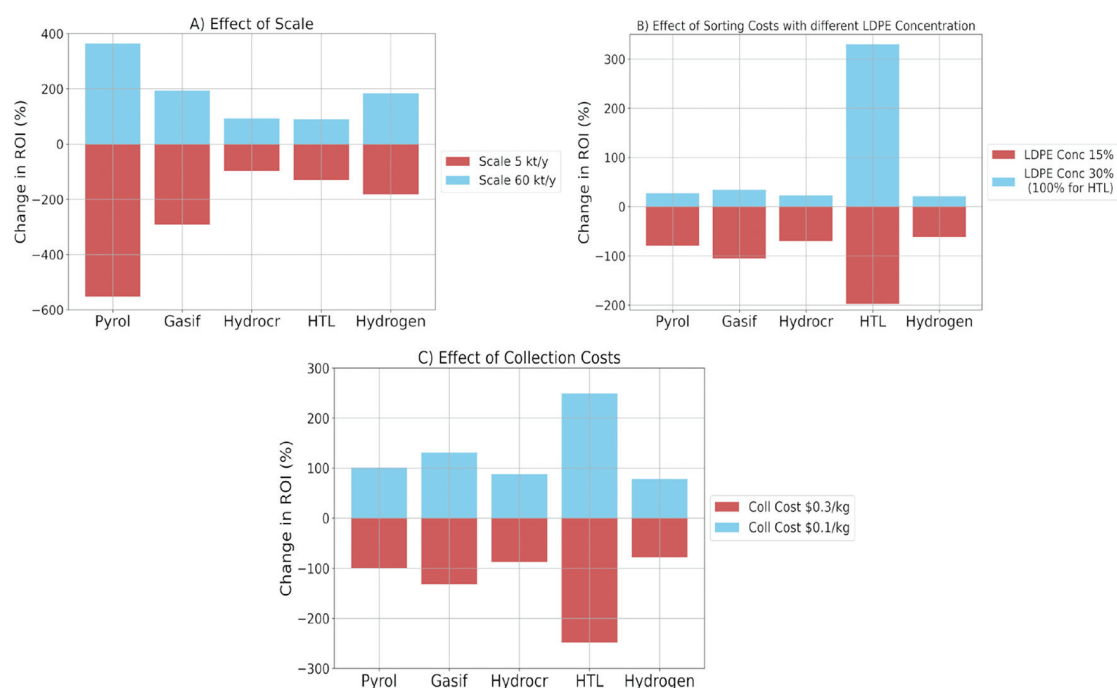 A) Effect of Scale
Change in ROI (%)
400
200
0
−200
−400
−600
Pyrol Gasif Hydrocr HTL Hydrogen
Scale 5 kt/y
Scale 60 kt/y
B) Effect of Sorting Costs with different LDPE Concentration
Change in ROI (%)
300
200
100
0
−100
−200
Pyrol Gasif Hydrocr HTL Hydrogen
LDPE Conc 15%
LDPE Conc 30%
(100% for HTL)
C) Effect of Collection Costs
Change in ROI (%)
300
200
100
0
−100
−200
−300
Pyrol Gasif Hydrocr HTL Hydrogen
Coll Cost $0.3/kg
Coll Cost $0.1/kg